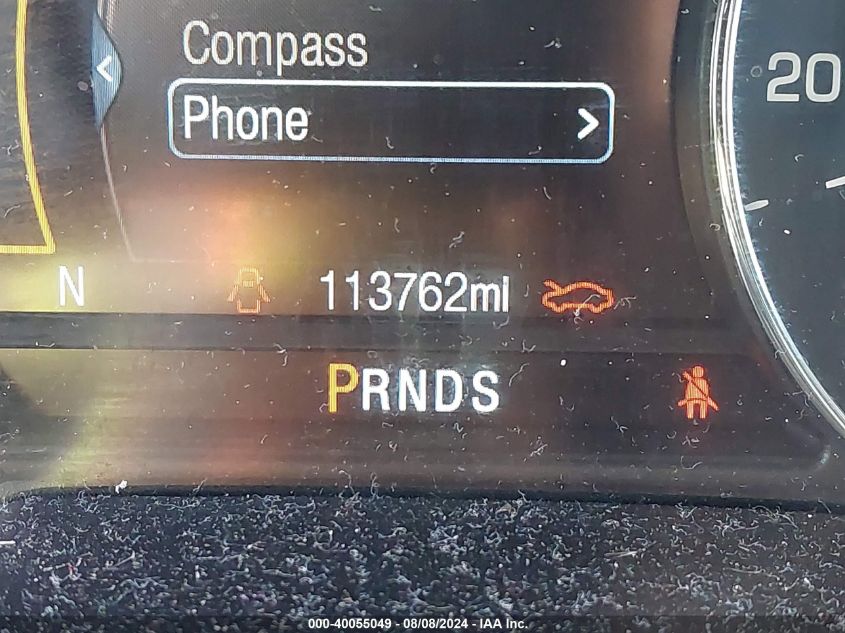 Compass
Phone >
20
N 113762mi
PRNDS
000-40055049 - 08/08/2024 - IAA Inc.